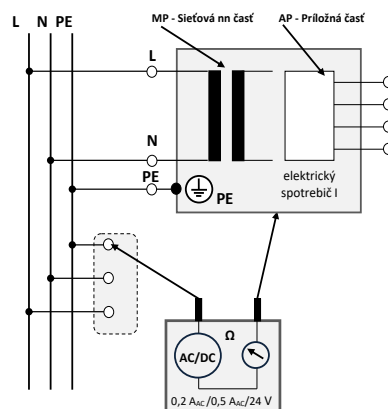 MP - Sieťová nn časť
AP - Príložná časť
L N PE
L
N
PE
PE
elektrický
spotrebič I
Ω
AC/DC
0,2 AAC/0,5 AAC/24 V